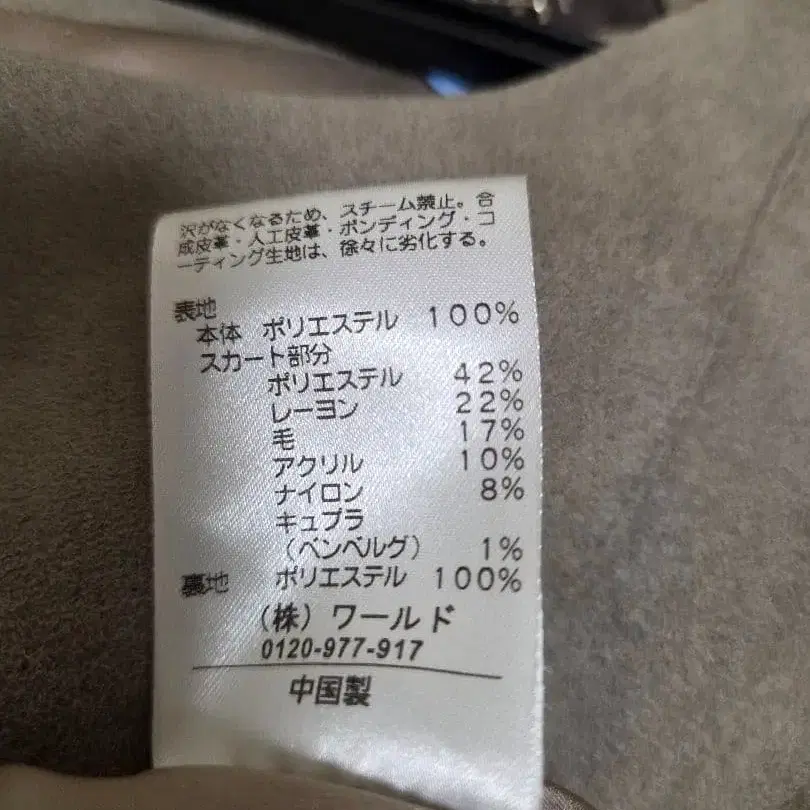 沢がなくなるため、スチーム禁止。合
成皮革・人工皮革・ボンディング・コ
ーティング生地は、徐々に劣化する。
表地
本体 ポリエステル 100%
スカート部分
ポリエステル 42%
レーヨン 22%
毛 17%
アクリル 10%
ナイロン 8%
キュプラ
(ベンベルグ) 1%
裏地 ポリエステル 100%
(株)ワールド
0120-977-917
中国製